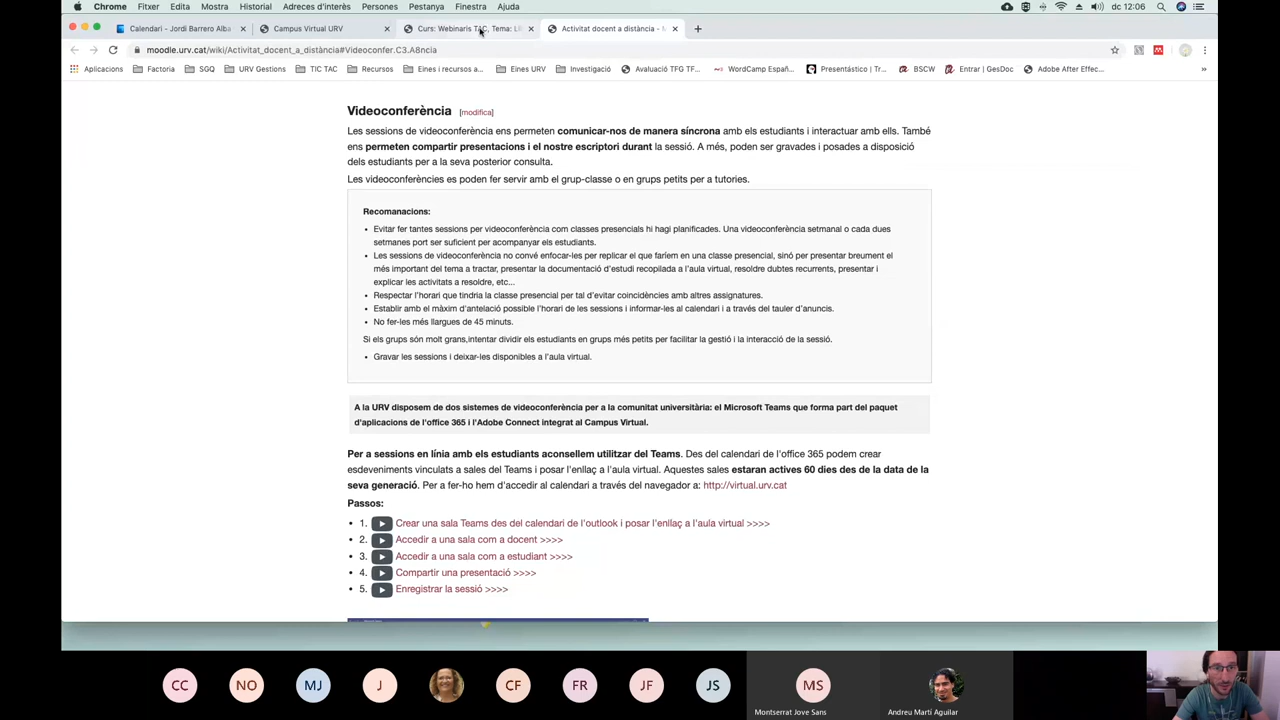 Chrome Fitxer Edita Mostra Historial Adreces d'interès Persones Pestanya Finestra Ajuda dc 12:06
Calendari – Jordi Barrero Alba Campus Virtual URV Curs: Webinaris TAC, Tema: Li Activitat docent a distància - M
moodle.urv.cat/wiki/Activitat_docent_a_distància#Videoconfer.C3.A8ncia
Aplicacions Factoria SGQ URV Gestions TIC TAC Recursos Eines i recursos a... Eines URV Investigació Avaluació TFG TF... WordCamp Españ... Presentástico | Tr... BSCW Entrar | GesDoc Adobe After Effec... »
Videoconferència [modifica]
Les sessions de videoconferència ens permeten comunicar-nos de manera síncrona amb els estudiants i interactuar amb ells. També
ens permeten compartir presentacions i el nostre escriptori durant la sessió. A més, poden ser gravades i posades a disposició
dels estudiants per a la seva posterior consulta.
Les videoconferències es poden fer servir amb el grup-classe o en grups petits per a tutories.
Recomanacions:
• Evitar fer tantes sessions per videoconferència com classes presencials hi hagi planificades. Una videoconferència setmanal o cada dues
setmanes port ser suficient per acompanyar els estudiants.
• Les sessions de videoconferència no convé enfocar-les per replicar el que faríem en una classe presencial, sinó per presentar breument el
més important del tema a tractar, presentar la documentació d'estudi recopilada a l'aula virtual, resoldre dubtes recurrents, presentar i
explicar les activitats a resoldre, etc...
• Respectar l'horari que tindria la classe presencial per tal d'evitar coincidències amb altres assignatures.
• Establir amb el màxim d'antelació possible l'horari de les sessions i informar-les al calendari i a través del tauler d'anuncis.
• No fer-les més llargues de 45 minuts.
Si els grups són molt grans,intentar dividir els estudiants en grups més petits per facilitar la gestió i la interacció de la sessió.
• Gravar les sessions i deixar-les disponibles a l'aula virtual.
A la URV disposem de dos sistemes de videoconferència per a la comunitat universitària: el Microsoft Teams que forma part del paquet
d'aplicacions de l'office 365 i l'Adobe Connect integrat al Campus Virtual.
Per a sessions en línia amb els estudiants aconsellem utilitzar del Teams. Des del calendari de l'office 365 podem crear
esdeveniments vinculats a sales del Teams i posar l'enllaç a l'aula virtual. Aquestes sales estaran actives 60 dies des de la data de la
seva generació. Per a fer-ho hem d'accedir al calendari a través del navegador a: http://virtual.urv.cat
Passos:
• 1. Crear una sala Teams des del calendari de l'outlook i posar l'enllaç a l'aula virtual >>>>
• 2. Accedir a una sala com a docent >>>>
• 3. Accedir a una sala com a estudiant >>>>
• 4. Compartir una presentació >>>>
• 5. Enregistrar la sessió >>>>
CC NO MJ J CF FR JF JS MS
Montserrat Jove Sans Andreu Martí Aguilar